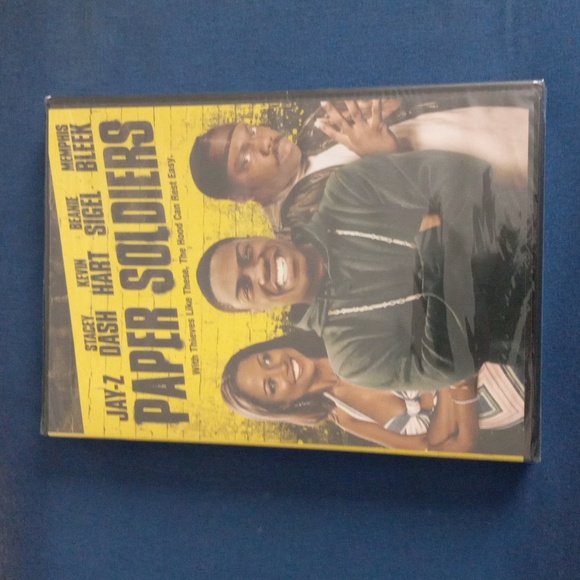 JAY-Z STACEY DASH KEVIN HART BEANIE SIGEL MEMPHIS BLEEK
PAPER SOLDIERS
With Thieves Like These, The Hood Can Rest Easy.